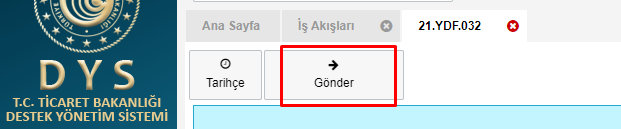 Ana Sayfa İş Akışları 21.YDF.032
Tarihçe Gönder
DYS
T.C. TİCARET BAKANLIĞI
DESTEK YÖNETİM SİSTEMİ